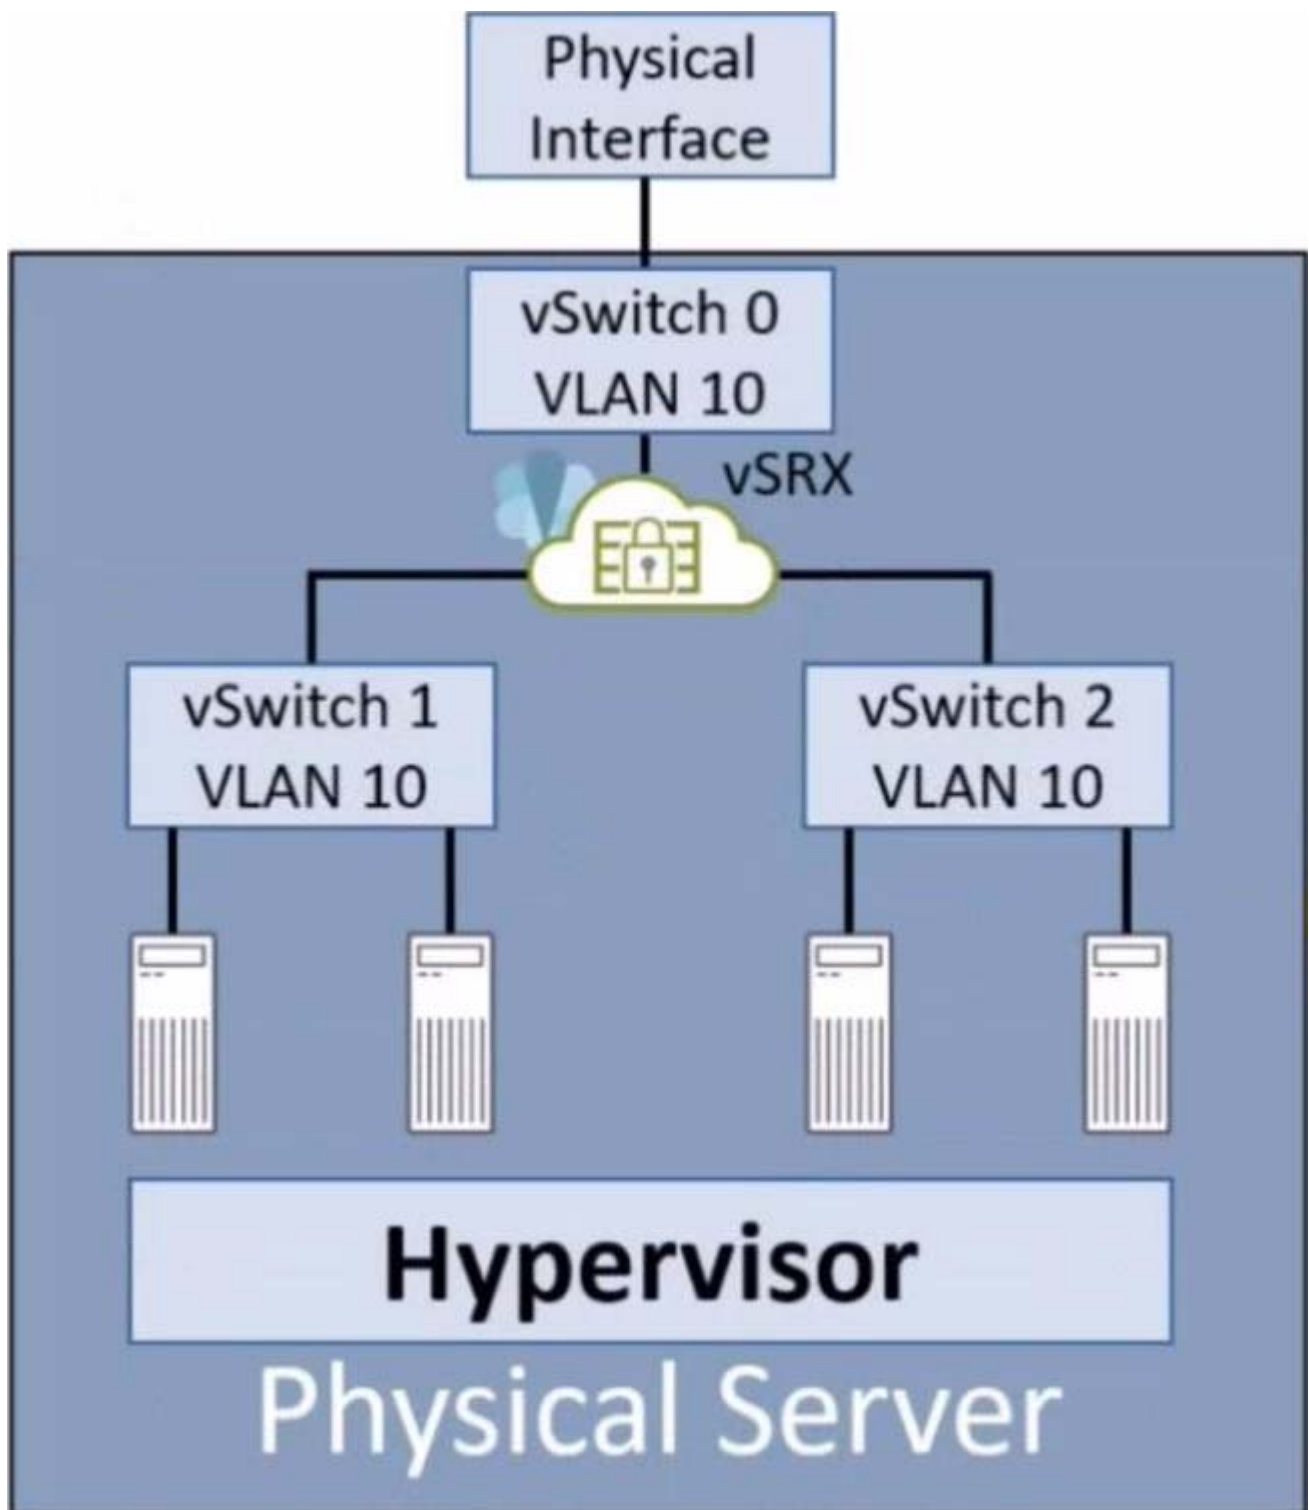 Physical
Interface
vSwitch 0
VLAN 10
vSRX
vSwitch 1
VLAN 10
vSwitch 2
VLAN 10
Hypervisor
Physical Server